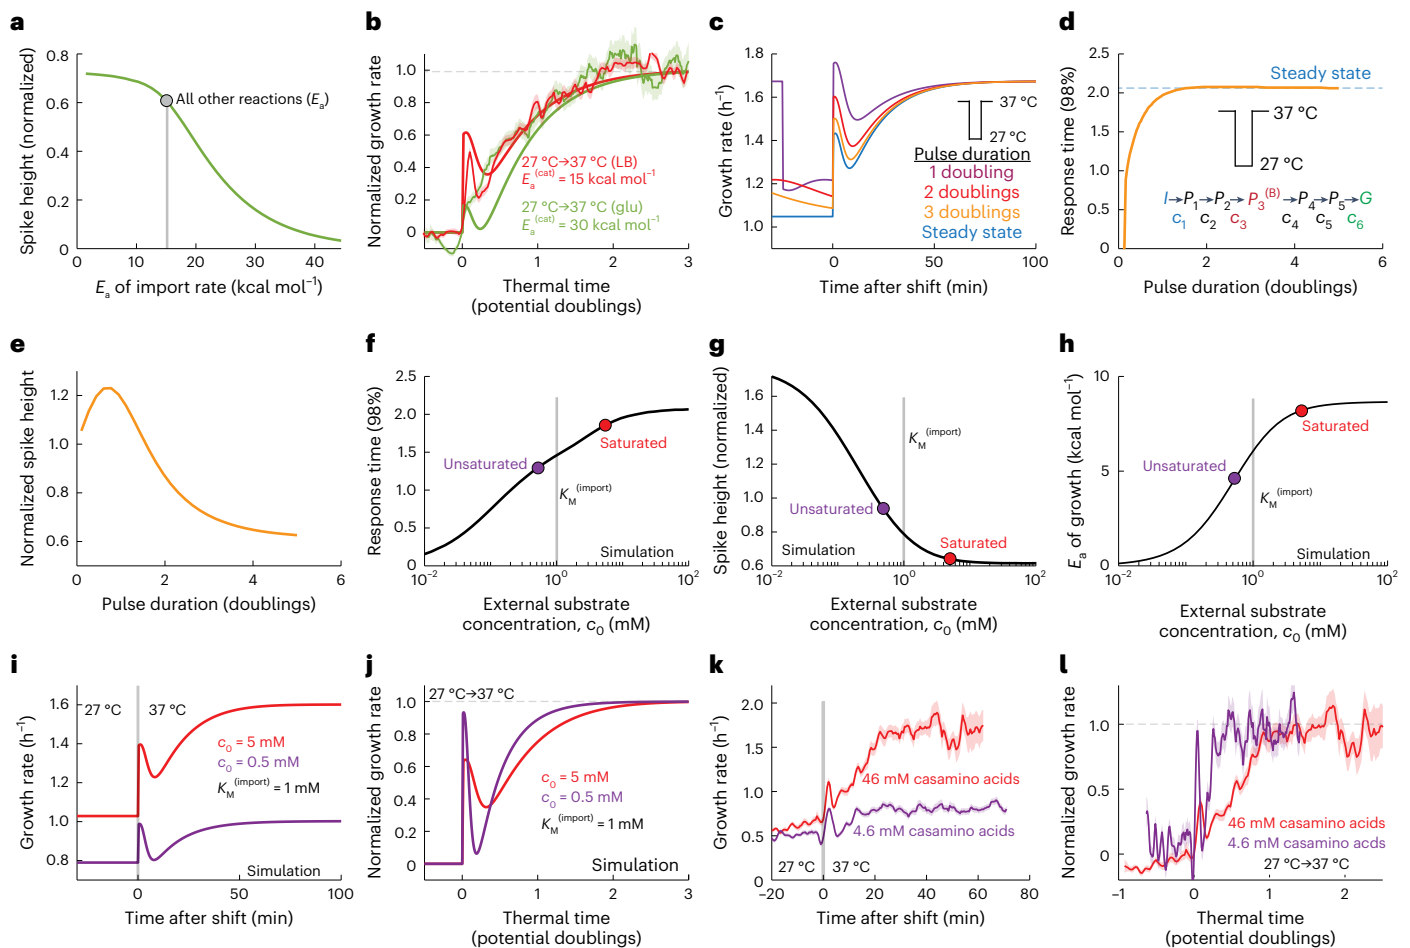 a
Spike height (normalized)
0.8
0.6
0.4
0.2
0
All other reactions (Ea)
0 10 20 30 40
Ea of import rate (kcal mol−1)
b
Normalized growth rate
1.0
0.8
0.6
0.4
0.2
0
27 °C→37 °C (LB)
Ea(cat) = 15 kcal mol−1
27 °C→37 °C (glu)
Ea(cat) = 30 kcal mol−1
0 1 2 3
Thermal time
(potential doublings)
c
Growth rate (h−1)
1.8
1.6
1.4
1.2
1.0
37 °C
27 °C
Pulse duration
1 doubling
2 doublings
3 doublings
Steady state
0 50 100
Time after shift (min)
d
Response time (98%)
2.5
2.0
1.5
1.0
0.5
0
Steady state
37 °C
27 °C
I→P1→P2→P3(B)→P4→P5→G
c1 c2 c3 c4 c5 c6
0 2 4 6
Pulse duration (doublings)
e
Normalized spike height
1.2
1.0
0.8
0.6
0 2 4 6
Pulse duration (doublings)
f
Response time (98%)
2.5
2.0
1.5
1.0
0.5
0
Unsaturated
Saturated
KM(import)
Simulation
10−2 100 102
External substrate
concentration, c0 (mM)
g
Spike height (normalized)
1.6
1.4
1.2
1.0
0.8
0.6
KM(import)
Unsaturated
Saturated
Simulation
10−2 100 102
External substrate
concentration, c0 (mM)
h
Ea of growth (kcal mol−1)
10
5
0
Saturated
Unsaturated
KM(import)
Simulation
10−2 100 102
External substrate
concentration, c0 (mM)
i
Growth rate (h−1)
1.6
1.4
1.3
1.0
0.8
27 °C 37 °C
c0 = 5 mM
c0 = 0.5 mM
KM(import) = 1 mM
Simulation
0 50 100
Time after shift (min)
j
Normalized growth rate
1.0
0.8
0.6
0.4
0.2
0
27 °C→37 °C
c0 = 5 mM
c0 = 0.5 mM
KM(import) = 1 mM
Simulation
0 1 2 3
Thermal time
(potential doublings)
k
Growth rate (h−1)
2.0
1.5
1.0
0.5
0
46 mM casamino acids
4.6 mM casamino acids
27 °C 37 °C
−20 0 20 40 60 80
Time after shift (min)
l
Normalized growth rate
1.0
0.5
0
46 mM casamino acids
4.6 mM casamino acds
27 °C→37 °C
−1 0 1 2
Thermal time
(potential doublings)